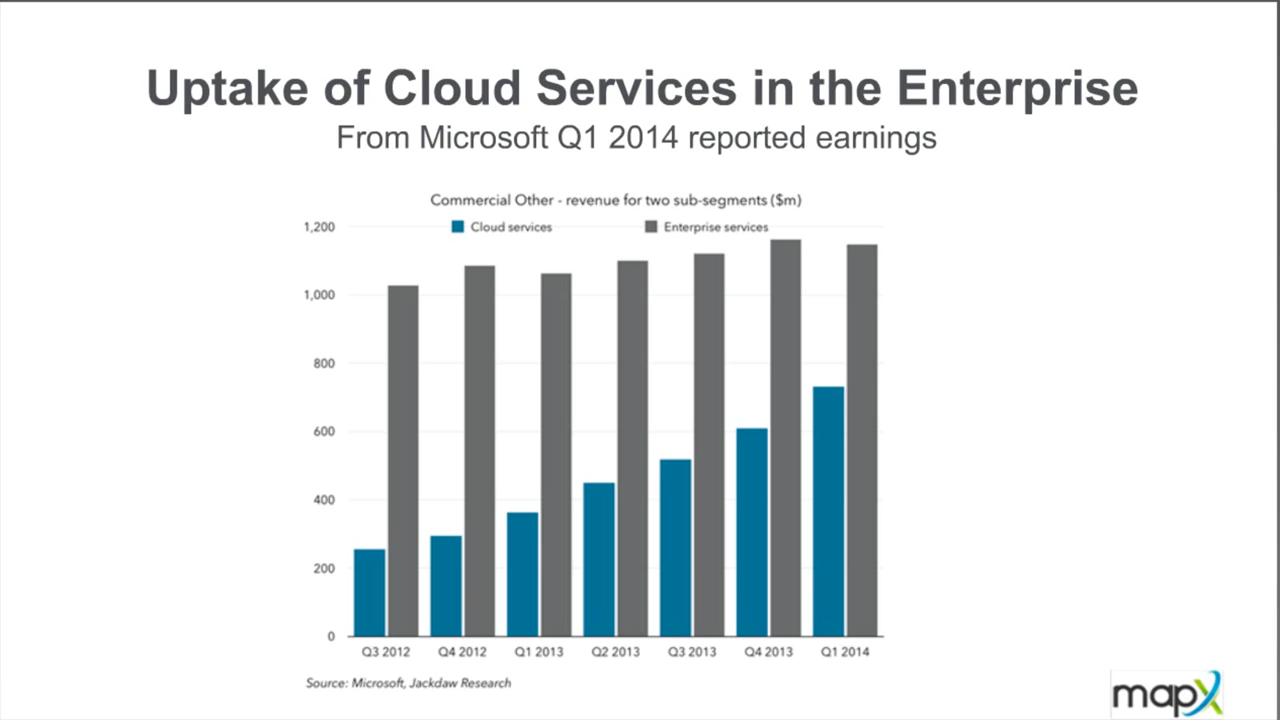 Uptake of Cloud Services in the Enterprise
From Microsoft Q1 2014 reported earnings
Commercial Other - revenue for two sub-segments ($m)
Cloud services Enterprise services
1,200
1,000
800
600
400
200
0
Q3 2012 Q4 2012 Q1 2013 Q2 2013 Q3 2013 Q4 2013 Q1 2014
Source: Microsoft, Jackdaw Research
mapx